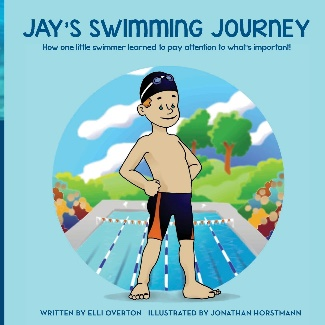 JAY'S SWIMMING JOURNEY
How one little swimmer learned to pay attention to what's important!
WRITTEN BY ELLI OVERTON ILLUSTRATED BY JONATHAN HORSTMANN